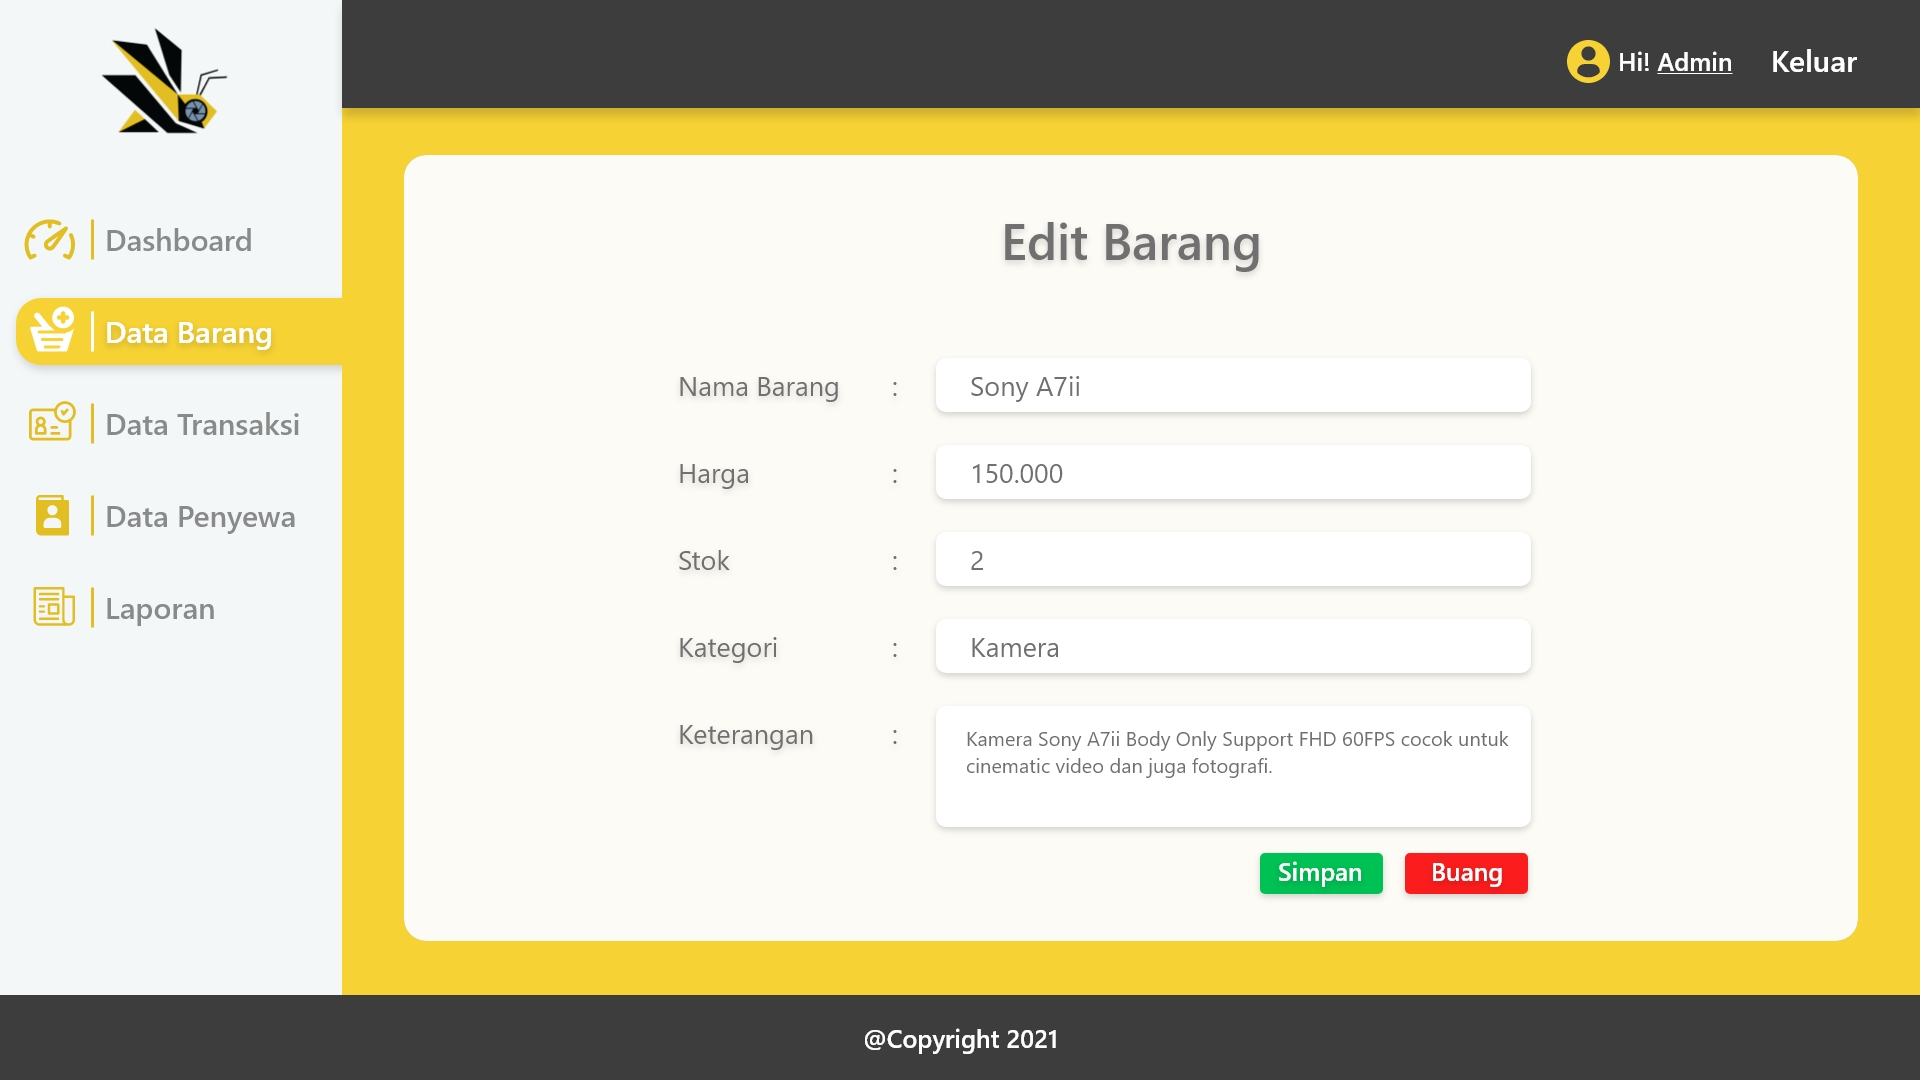 Hi! Admin
Keluar
Dashboard
Data Barang
Data Transaksi
Data Penyewa
Laporan
Edit Barang
Nama Barang : Sony A7ii
Harga : 150.000
Stok : 2
Kategori : Kamera
Keterangan : Kamera Sony A7ii Body Only Support FHD 60FPS cocok untuk
cinematic video dan juga fotografi.
Simpan
Buang
@Copyright 2021